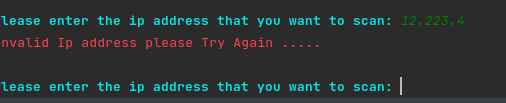 lease enter the ip address that you want to scan: 12.223.4
nvalid Ip address please Try Again .....
lease enter the ip address that you want to scan: